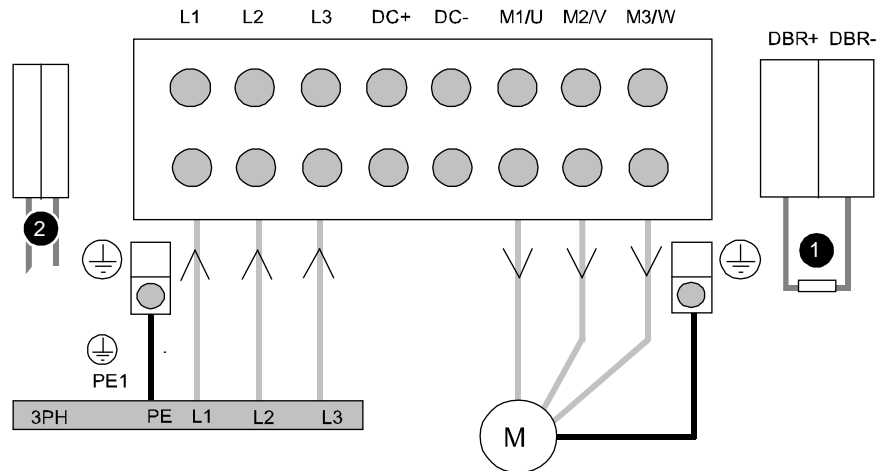 L1 L2 L3 DC+ DC- M1/U M2/V M3/W
DBR+ DBR-
2
1
PE1
3PH PE L1 L2 L3
M